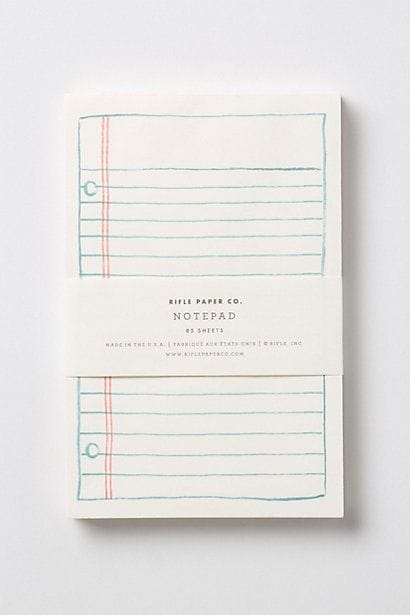 RIFLE PAPER CO.
NOTEPAD
85 SHEETS
MADE IN THE U.S.A. | FABRIQUÉ AUX ÉTATS-UNIS | © RIFLE, INC.
WWW.RIFLEPAPERCO.COM